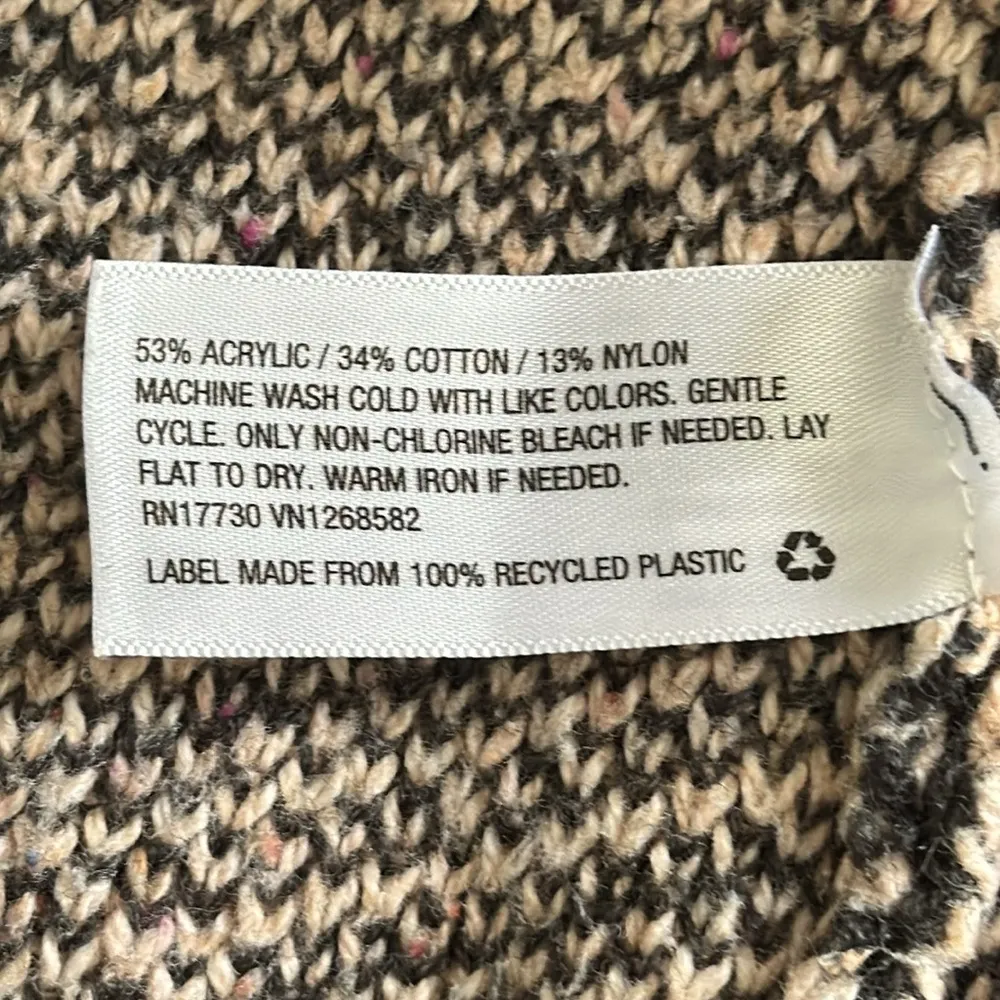 53% ACRYLIC / 34% COTTON / 13% NYLON
MACHINE WASH COLD WITH LIKE COLORS. GENTLE
CYCLE. ONLY NON-CHLORINE BLEACH IF NEEDED. LAY
FLAT TO DRY. WARM IRON IF NEEDED.
RN17730 VN1268582
LABEL MADE FROM 100% RECYCLED PLASTIC